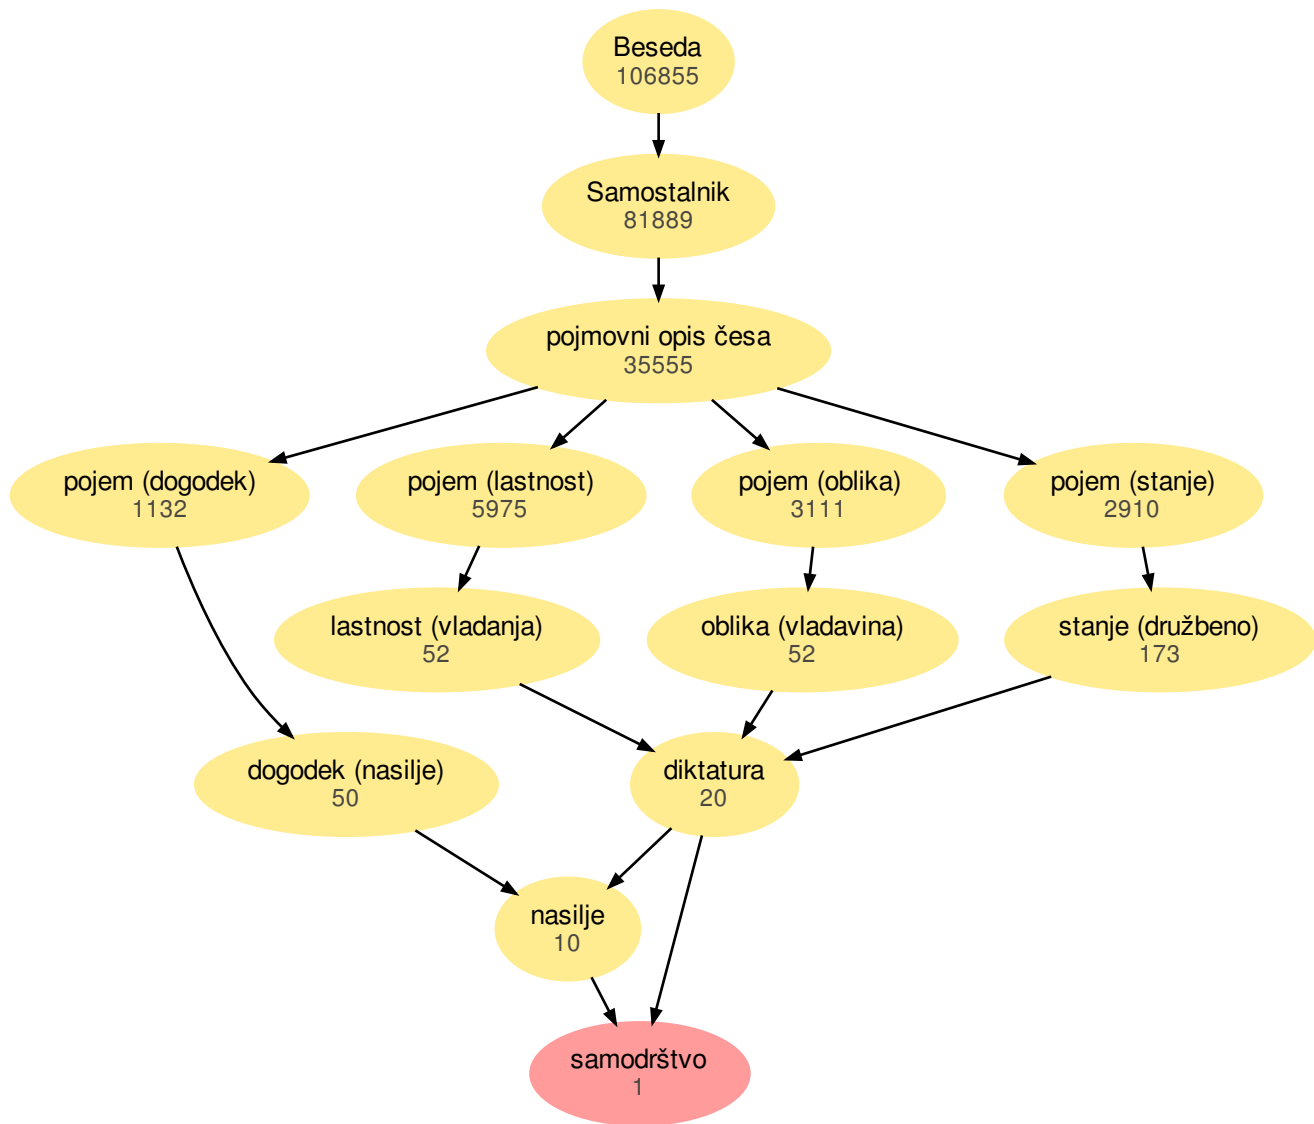 Beseda
106855
Samostalnik
81889
pojmovni opis česa
35555
pojem (dogodek)
1132
pojem (lastnost)
5975
pojem (oblika)
3111
pojem (stanje)
2910
lastnost (vladanja)
52
oblika (vladavina)
52
stanje (družbeno)
173
dogodek (nasilje)
50
diktatura
20
nasilje
10
samodrštvo
1